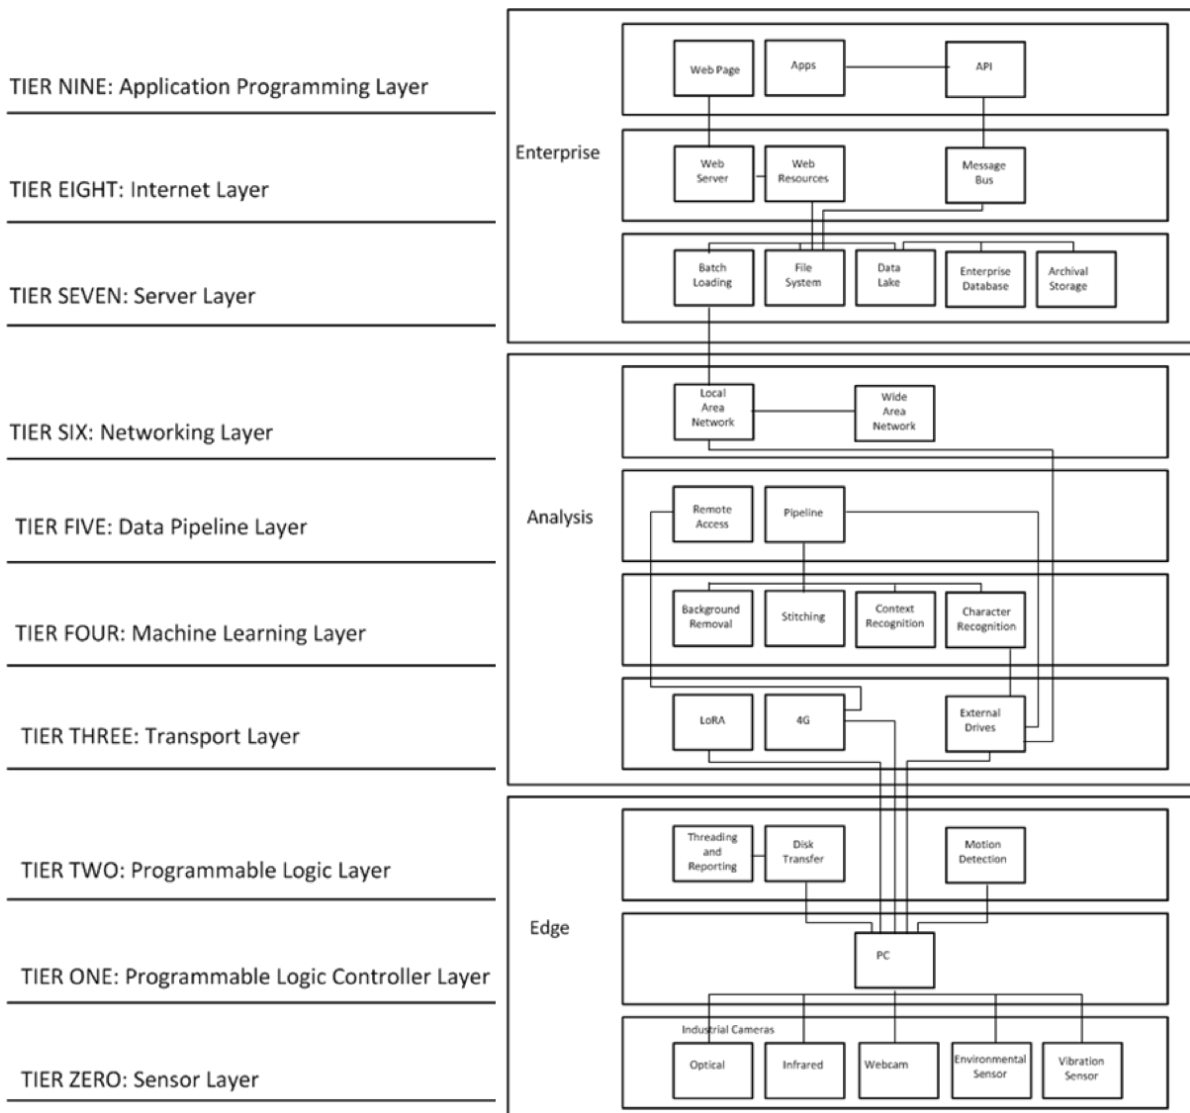 TIER NINE: Application Programming Layer
Web Page
Apps
API
Enterprise
TIER EIGHT: Internet Layer
Web
Server
Web
Resources
Message
Bus
TIER SEVEN: Server Layer
Batch
Loading
File
System
Data
Lake
Enterprise
Database
Archival
Storage
TIER SIX: Networking Layer
Local
Area
Network
Wide
Area
Network
Analysis
TIER FIVE: Data Pipeline Layer
Remote
Access
Pipeline
TIER FOUR: Machine Learning Layer
Background
Removal
Stitching
Context
Recognition
Character
Recognition
TIER THREE: Transport Layer
LoRA
4G
External
Drives
TIER TWO: Programmable Logic Layer
Threading
and
Reporting
Disk
Transfer
Motion
Detection
Edge
TIER ONE: Programmable Logic Controller Layer
PC
TIER ZERO: Sensor Layer
Industrial Cameras
Optical
Infrared
Webcam
Environmental
Sensor
Vibration
Sensor